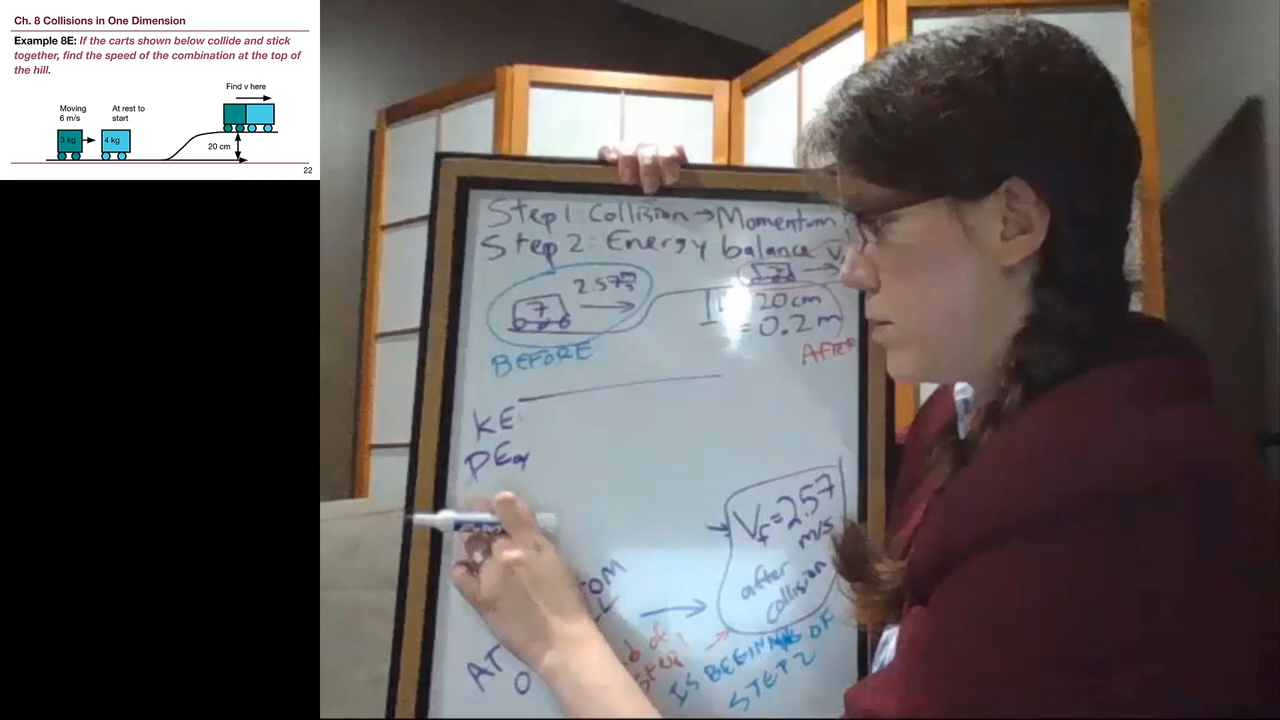 Ch. 8 Collisions in One Dimension
Example 8E: If the carts shown below collide and stick
together, find the speed of the combination at the top of
the hill.
Find v here
Moving
6 m/s
At rest to
start
3 kg
4 kg
20 cm
22
Step 1 Collision → Momentum
Step 2: Energy balance
V
7
2.57 m/s
7
20 cm
= 0.2 m
BEFORE
AFTER
KE
PEg
Vf = 2.57
m/s
after
collision
IS BEGINNING OF
STEP 2
AT